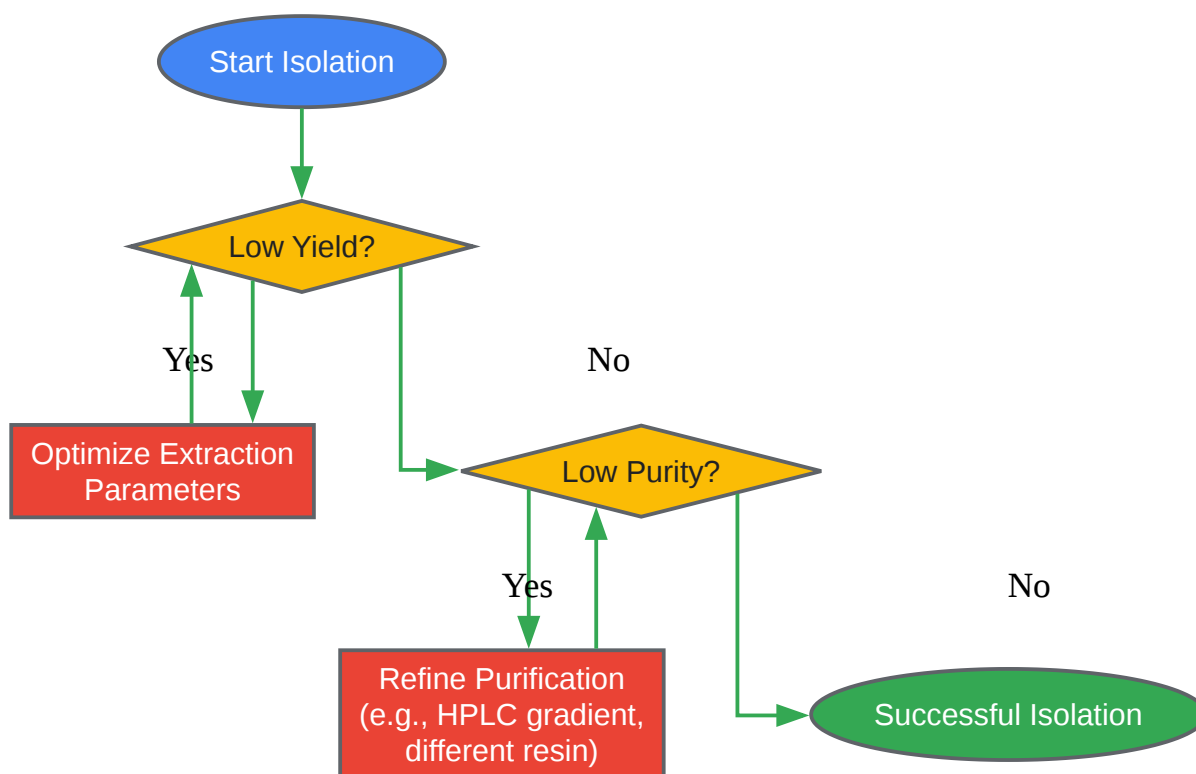 Start Isolation
Low Yield?
Yes
No
Optimize Extraction
Parameters
Low Purity?
Yes
No
Refine Purification
(e.g., HPLC gradient,
different resin)
Successful Isolation